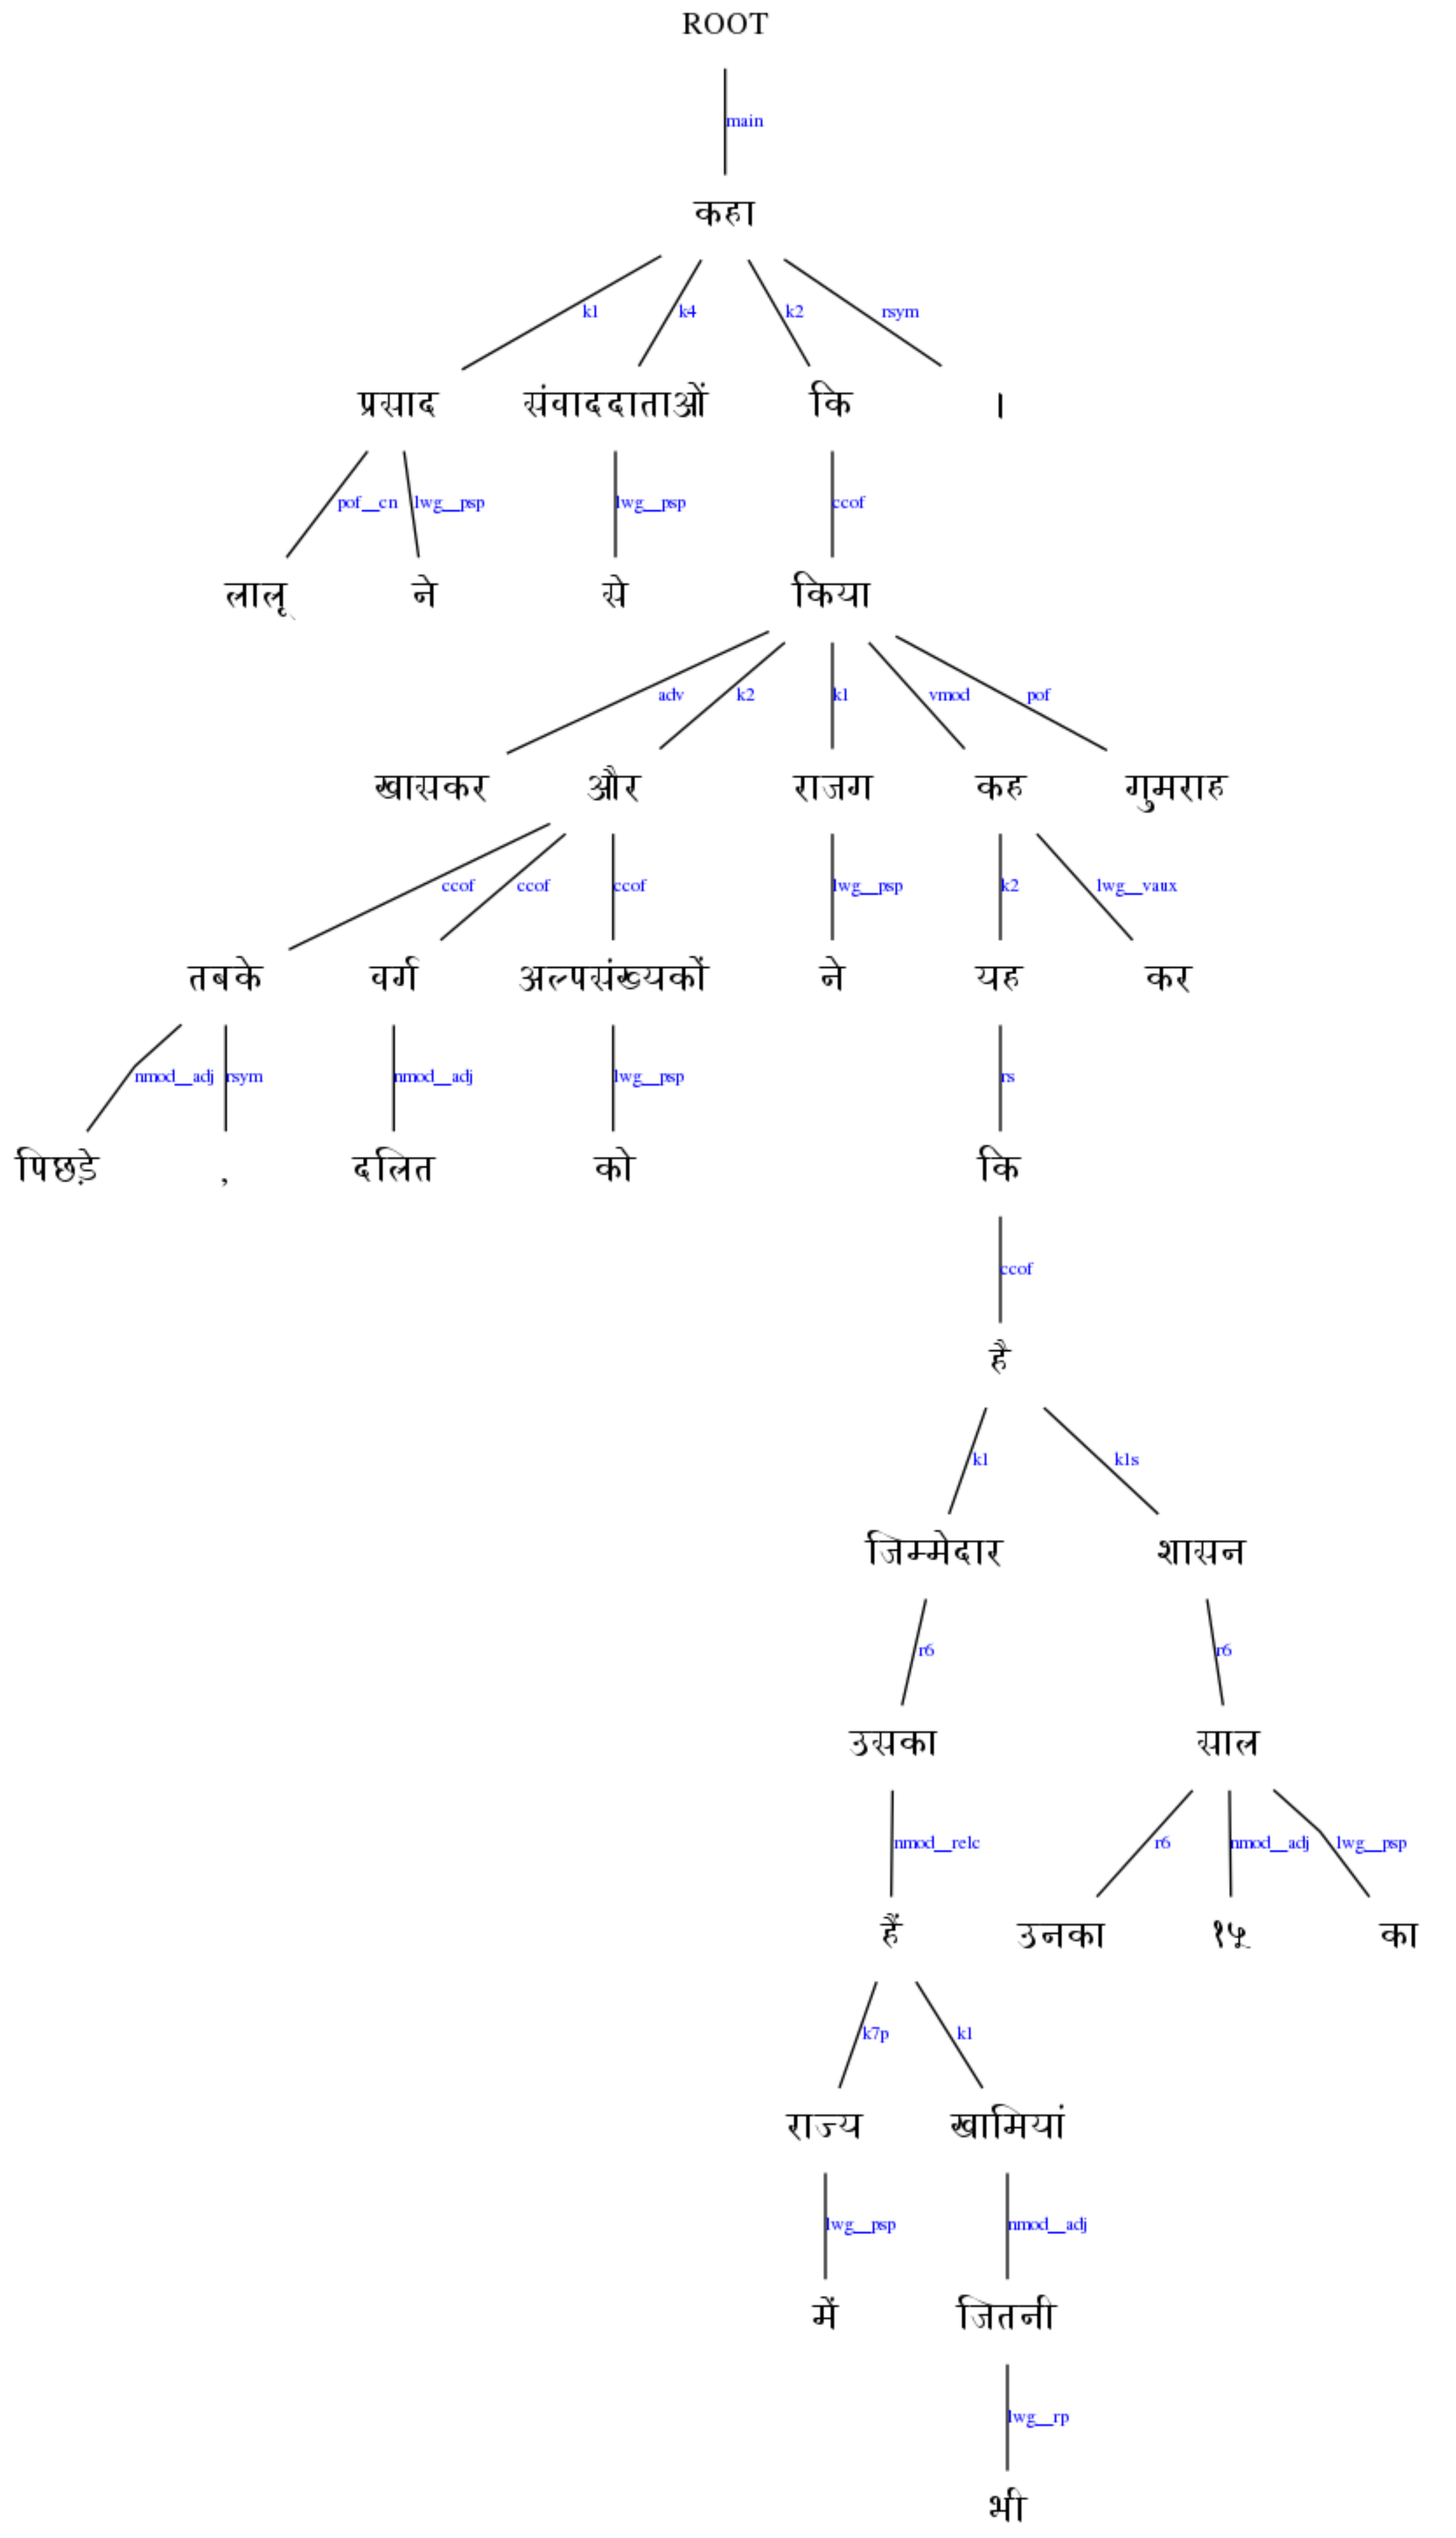 ROOT
main
कहा
k1 k4 k2 rsym
प्रसाद संवाददाताओं कि ।
pof__cn lwg__psp lwg__psp ccof
लालू ने से किया
adv k2 k1 vmod pof
खासकर और राजग कह गुमराह
ccof ccof ccof lwg__psp k2 lwg__vaux
तबके वर्ग अल्पसंख्यकों ने यह कर
nmod__adj rsym nmod__adj lwg__psp rs
पिछड़े , दलित को कि
ccof
है
k1 k1s
जिम्मेदार शासन
r6 r6
उसका साल
nmod__relc r6 nmod__adj lwg__psp
हैं उनका १५ का
k7p k1
राज्य खामियां
lwg__psp nmod__adj
में जितनी
lwg__rp
भी